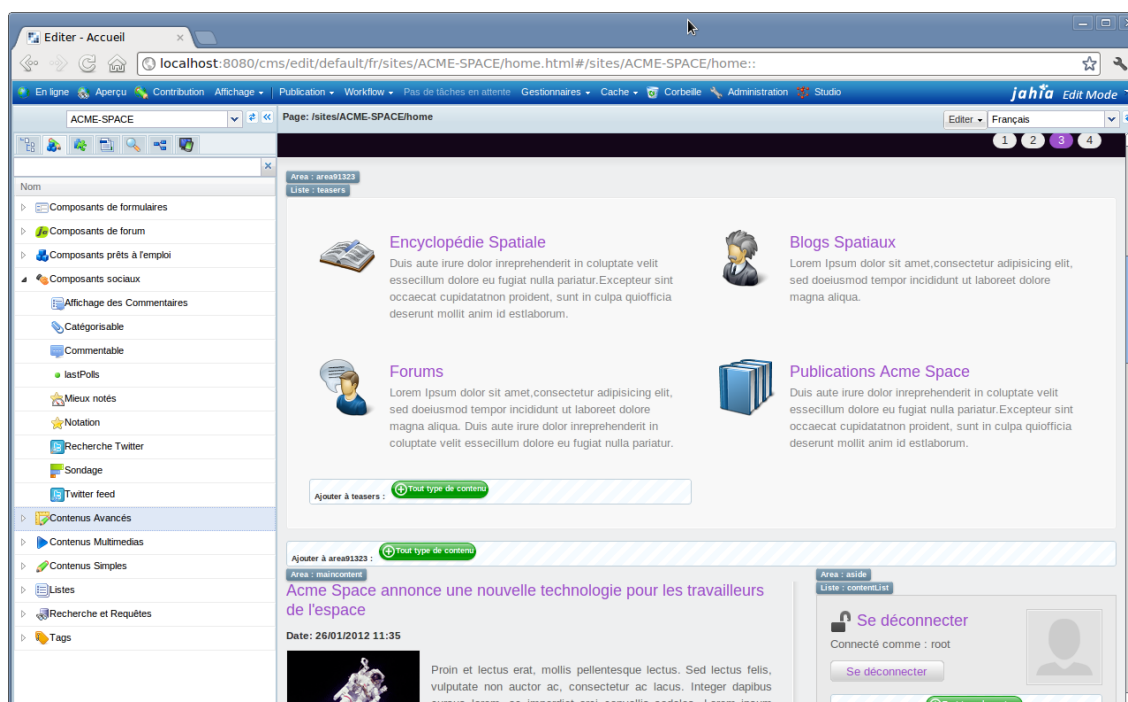 Editer - Accueil
localhost:8080/cms/edit/default/fr/sites/ACME-SPACE/home.html#/sites/ACME-SPACE/home::
En ligne Aperçu Contribution Affichage Publication Workflow Pas de tâches en attente Gestionnaires Cache Corbeille Administration Studio jahia Edit Mode
ACME-SPACE
Page: /sites/ACME-SPACE/home
Editer Français
1 2 3 4
Nom
Composants de formulaires
Composants de forum
Composants prêts à l'emploi
Composants sociaux
Affichage des Commentaires
Catégorisable
Commentable
lastPolls
Mieux notés
Notation
Recherche Twitter
Sondage
Twitter feed
Contenus Avancés
Contenus Multimedias
Contenus Simples
Listes
Recherche et Requêtes
Tags
Area : area91323
Liste : teasers
Encyclopédie Spatiale
Duis aute irure dolor inreprehenderit in coluptate velit
essecillum dolore eu fugiat nulla pariatur.Excepteur sint
occaecat cupidatatnon proident, sunt in culpa quiofficia
deserunt mollit anim id estlaborum.
Blogs Spatiaux
Lorem Ipsum dolor sit amet,consectetur adipisicing elit,
sed doeiusmod tempor incididunt ut laboreet dolore
magna aliqua.
Forums
Lorem Ipsum dolor sit amet,consectetur adipisicing elit,
sed doeiusmod tempor incididunt ut laboreet dolore
magna aliqua. Duis aute irure dolor inreprehenderit in
coluptate velit essecillum dolore eu fugiat nulla pariatur.
Publications Acme Space
Duis aute irure dolor inreprehenderit in coluptate velit
essecillum dolore eu fugiat nulla pariatur.Excepteur sint
occaecat cupidatatnon proident, sunt in culpa quiofficia
deserunt mollit anim id estlaborum.
Ajouter à teasers : Tout type de contenu
Ajouter à area91323 : Tout type de contenu
Area : maincontent
Acme Space annonce une nouvelle technologie pour les travailleurs
de l'espace
Date: 26/01/2012 11:35
Proin et lectus erat, mollis pellentesque lectus. Sed lectus felis,
vulputate non auctor ac, consectetur ac lacus. Integer dapibus
Area : aside
Liste : contentList
Se déconnecter
Connecté comme : root
Se déconnecter